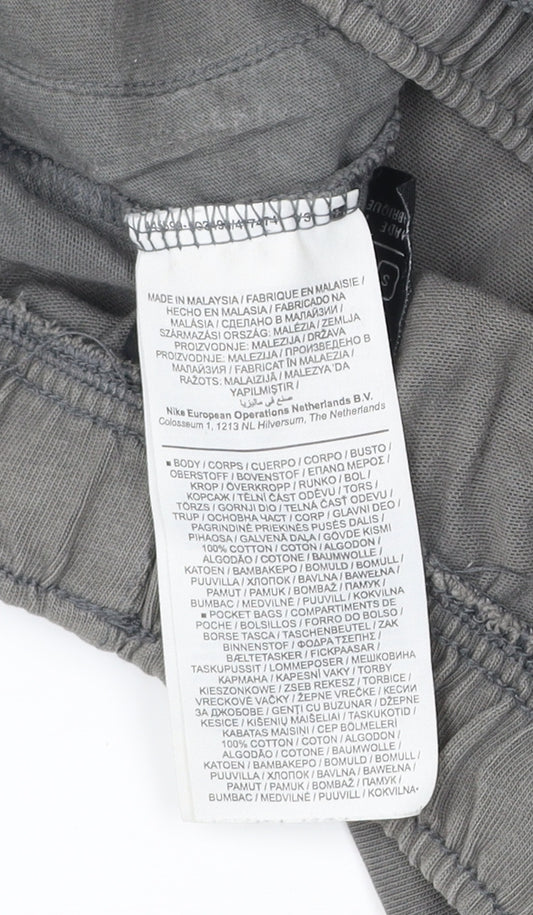 MADE IN MALAYSIA / FABRIQUE EN MALAISIE /
HECHO EN MALASIA / FABRICADO NA
MALÁSIA / СДЕЛАНО В МАЛАЙЗИИ /
SZÁRMAZÁSI ORSZÁG: MALÉZIA / ZEMLJA
PROIZVODNJE: MALEZIJA / DRŽAVA
PROIZVODNJE: MALEZIJA / ПРОИЗВЕДЕНО В
МАЛАЙЗИЯ / FABRICAT ÎN MALAEZIA /
RAŽOTS: MALAIZIJĀ / MALEZYA'DA
YAPILMIŞTIR /
صنع في ماليزيا
Nike European Operations Netherlands B.V.
Colosseum 1, 1213 NL Hilversum, The Netherlands
▪ BODY / CORPS / CUERPO / CORPO / BUSTO /
OBERSTOFF / BOVENSTOF / ΕΠΑΝΩ ΜΕΡΟΣ /
KROP / ÖVERKROPP / RUNKO / BOL /
КОРСАЖ / TĚLNÍ ČÁST ODĚVU / TORS /
TÖRZS / GORNJI DIO / TELNÁ ČASŤ ODEVU /
TRUP / ОСНОВНА ЧАСТ / CORP / GLAVNI DEO /
PAGRINDINĖ PRIEKINĖS PUSĖS DALIS /
PIHAOSA / GALVENĀ DAĻA / GÖVDE KISMI
100% COTTON / COTON / ALGODON /
ALGODÃO / COTONE / BAUMWOLLE /
KATOEN / ΒΑΜΒΑΚΕΡΟ / BOMULD / BOMULL /
PUUVILLA / ХЛОПОК / BAVLNA / BAWEŁNA /
PAMUT / PAMUK / BOMBAŽ / ПАМУК /
BUMBAC / MEDVILNĖ / PUUVILL / KOKVILNA
▪ POCKET BAGS / COMPARTIMENTS DE
POCHE / BOLSILLOS / FORRO DO BOLSO /
BORSE TASCA / TASCHENBEUTEL / ZAK
BINNENSTOF / ΦΟΔΡΑ ΤΣΕΠΗΣ /
BÆLTETASKER / FICKPAASAR /
TASKUPUSSIT / LOMMEPOSER / МЕШКОВИНА
КАРМАНА / KAPESNÍ VAKY / TORBY
KIESZONKOWE / ZSEB REKESZ / TORBICE /
VRECKOVÉ VAČKY / ŽEPNE VREČKE / КЕСИИ
ЗА ДЖОБОВЕ / GENŢI CU BUZUNAR / DŽEPNE
KESICE / KIŠENIŲ MAIŠELIAI / TASKUKOTID /
KABATAS MAISIŅI / CEP BÖLMELERİ
100% COTTON / COTON / ALGODON /
ALGODÃO / COTONE / BAUMWOLLE /
KATOEN / ΒΑΜΒΑΚΕΡΟ / BOMULD / BOMULL /
PUUVILLA / ХЛОПОК / BAVLNA / BAWEŁNA /
PAMUT / PAMUK / BOMBAŽ / ПАМУК /
BUMBAC / MEDVILNĖ / PUUVILL / KOKVILNA
S